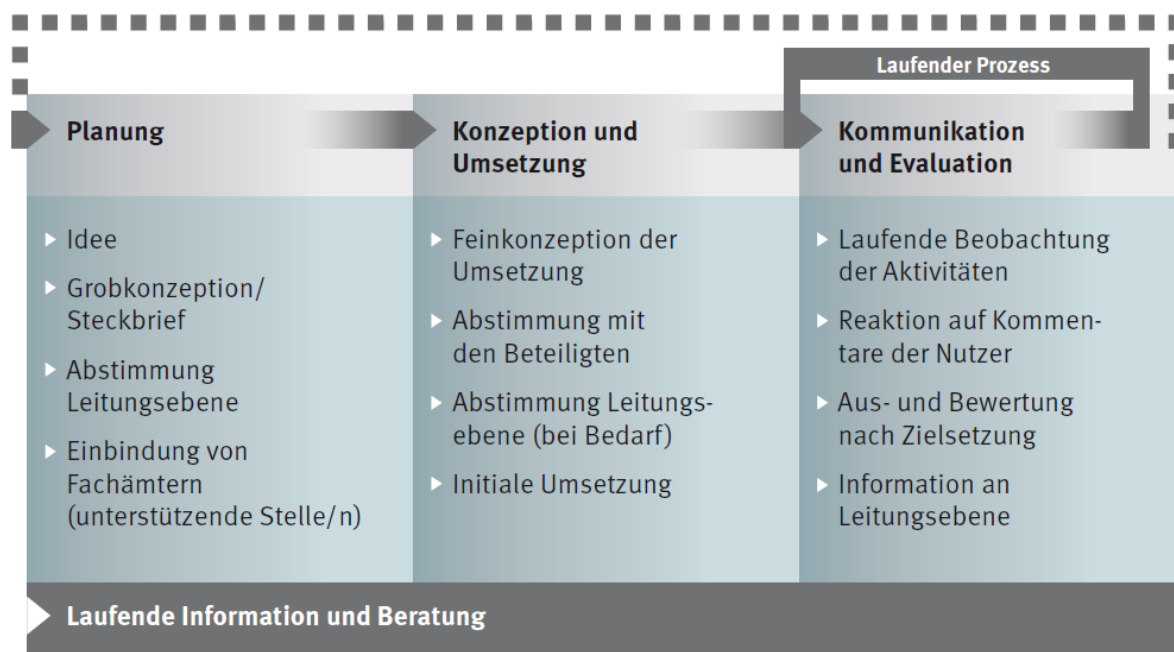 Laufender Prozess
Planung
Idee
Grobkonzeption/
Steckbrief
Abstimmung
Leitungsebene
Einbindung von
Fachämtern
(unterstützende Stelle/n)
Konzeption und
Umsetzung
Feinkonzeption der
Umsetzung
Abstimmung mit
den Beteiligten
Abstimmung Leitungs-
ebene (bei Bedarf)
Initiale Umsetzung
Kommunikation
und Evaluation
Laufende Beobachtung
der Aktivitäten
Reaktion auf Kommen-
tare der Nutzer
Aus- und Bewertung
nach Zielsetzung
Information an
Leitungsebene
Laufende Information und Beratung